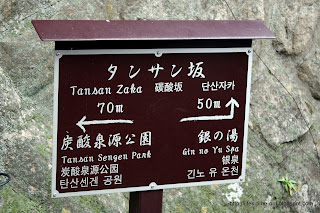 タンサン坂
Tansan Zaka 碳酸坂 단산자카
70m 50m
炭酸泉源公園 銀の湯
Tansan Sengen Park Gin no Yu Spa
炭酸泉源公园 银泉
탄산센겐 공원 긴노 유 온천